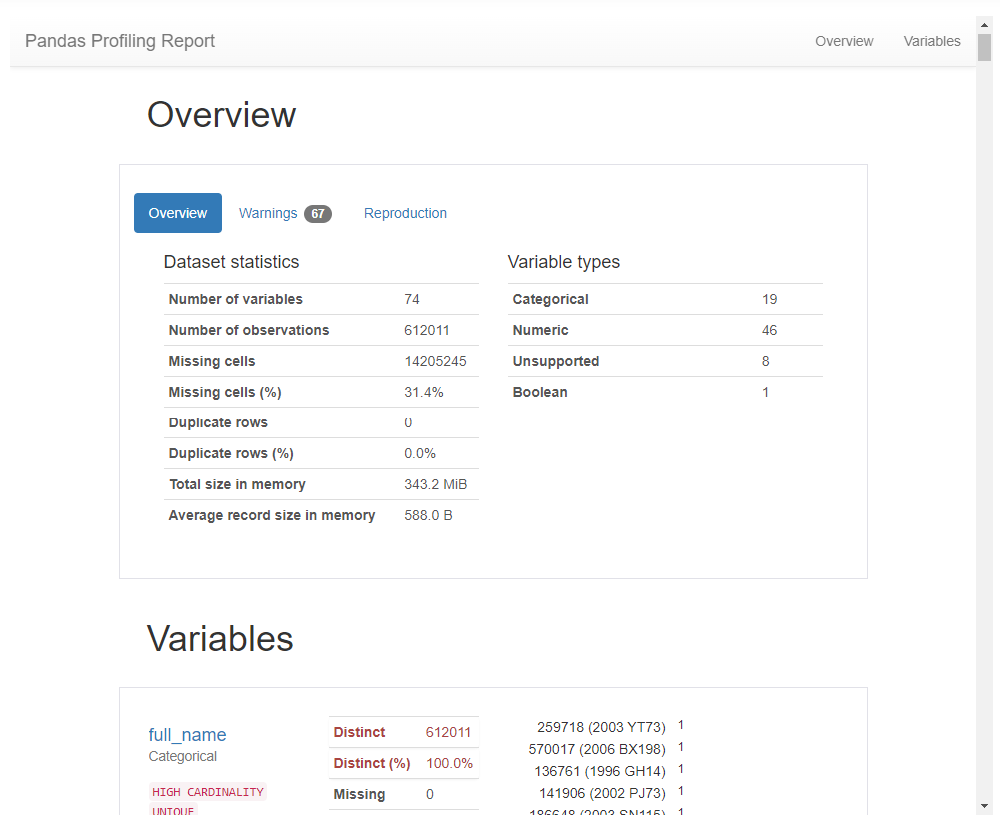 Pandas Profiling Report Overview Variables
Overview
Overview Warnings 67 Reproduction
Dataset statistics
Number of variables 74
Number of observations 612011
Missing cells 14205245
Missing cells (%) 31.4%
Duplicate rows 0
Duplicate rows (%) 0.0%
Total size in memory 343.2 MiB
Average record size in memory 588.0 B
Variable types
Categorical 19
Numeric 46
Unsupported 8
Boolean 1
Variables
full_name
Categorical
HIGH CARDINALITY
UNIQUE
Distinct 612011
Distinct (%) 100.0%
Missing 0
259718 (2003 YT73) 1
570017 (2006 BX198) 1
136761 (1996 GH14) 1
141906 (2002 PJ73) 1
186648 (2003 SN115) 1